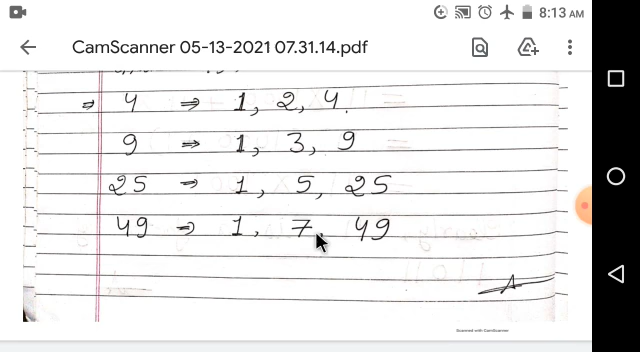 8:13 AM
CamScanner 05-13-2021 07.31.14.pdf
⇒ 4 ⇒ 1, 2, 4.
9 ⇒ 1, 3, 9
25 ⇒ 1, 5, 25
49 ⇒ 1, 7, 49
Scanned with CamScanner